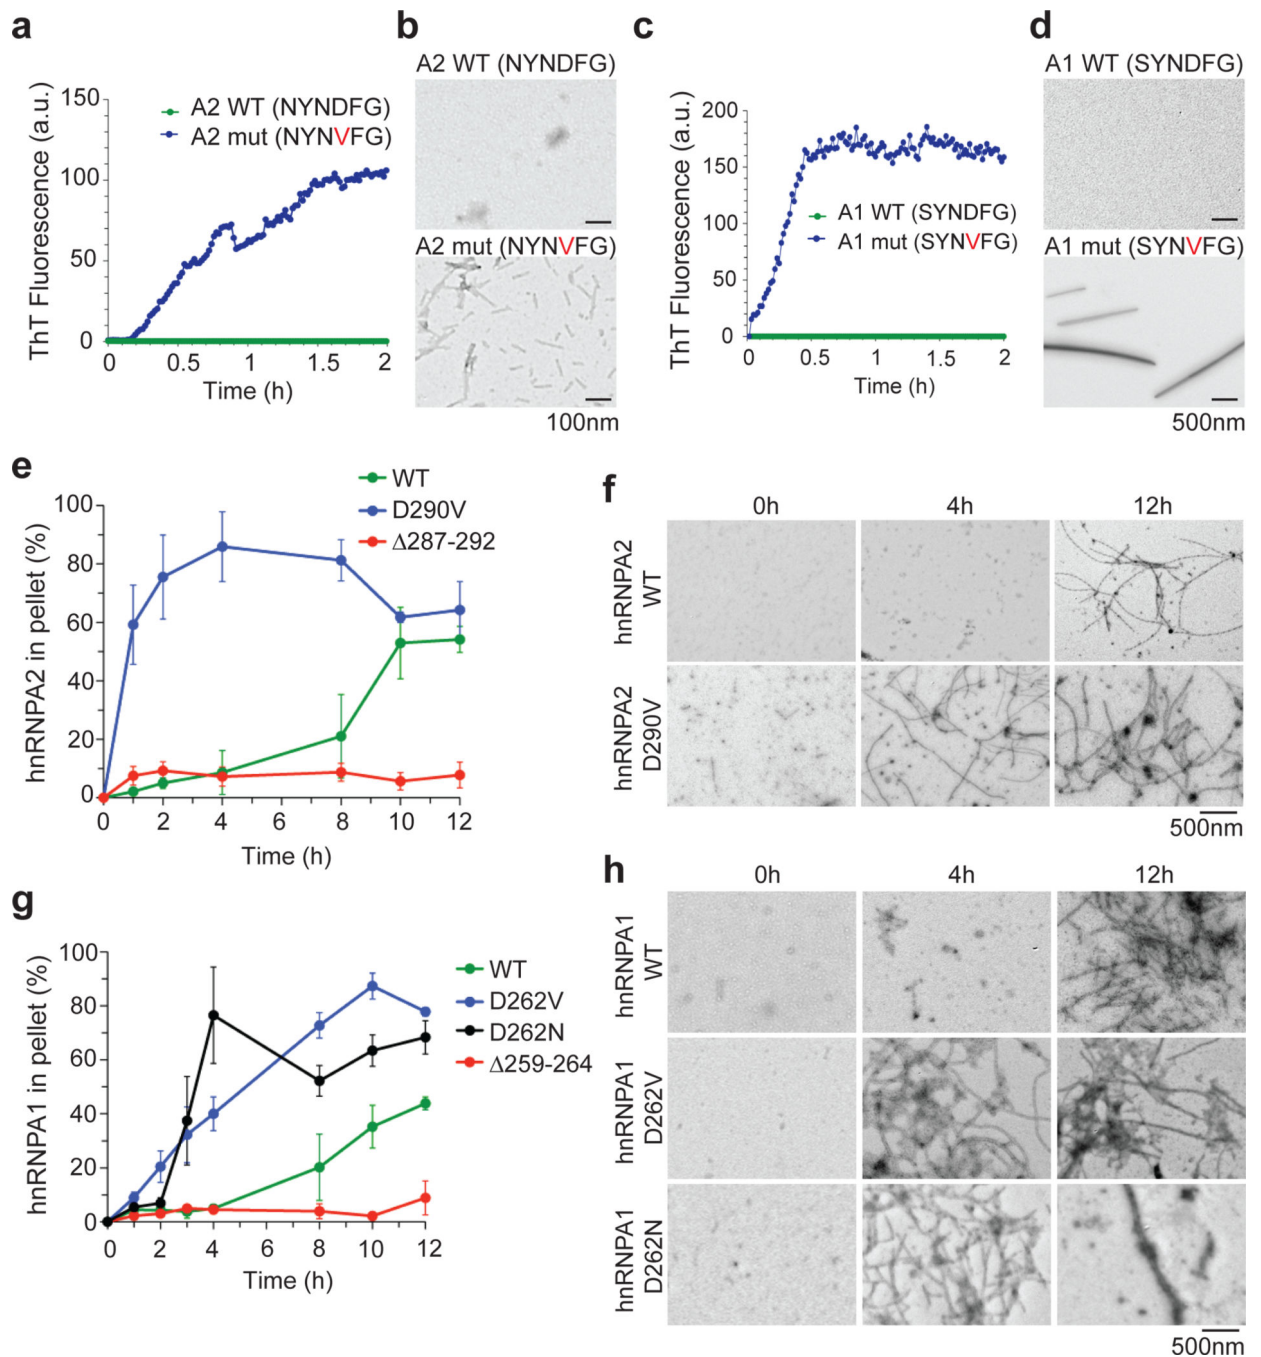 a
ThT Fluorescence (a.u.)
150
100
50
0
A2 WT (NYNDFG)
A2 mut (NYNVFG)
0 0.5 1 1.5 2
Time (h)
b
A2 WT (NYNDFG)
A2 mut (NYNVFG)
100nm
c
ThT Fluorescence (a.u.)
200
150
100
50
0
A1 WT (SYNDFG)
A1 mut (SYNVFG)
0 0.5 1 1.5 2
Time (h)
d
A1 WT (SYNDFG)
A1 mut (SYNVFG)
500nm
e
hnRNPA2 in pellet (%)
100
80
60
40
20
0
WT
D290V
Δ287-292
0 2 4 6 8 10 12
Time (h)
f
0h 4h 12h
hnRNPA2
WT
hnRNPA2
D290V
500nm
g
hnRNPA1 in pellet (%)
100
80
60
40
20
0
WT
D262V
D262N
Δ259-264
0 2 4 6 8 10 12
Time (h)
h
0h 4h 12h
hnRNPA1
WT
hnRNPA1
D262V
hnRNPA1
D262N
500nm